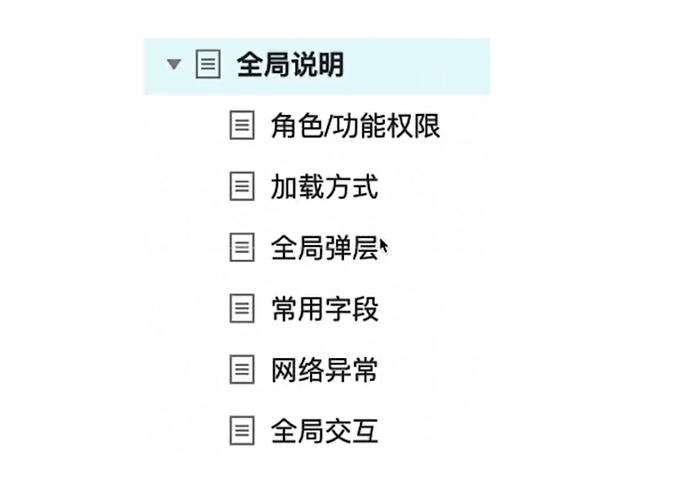 全局说明
角色/功能权限
加载方式
全局弹层
常用字段
网络异常
全局交互